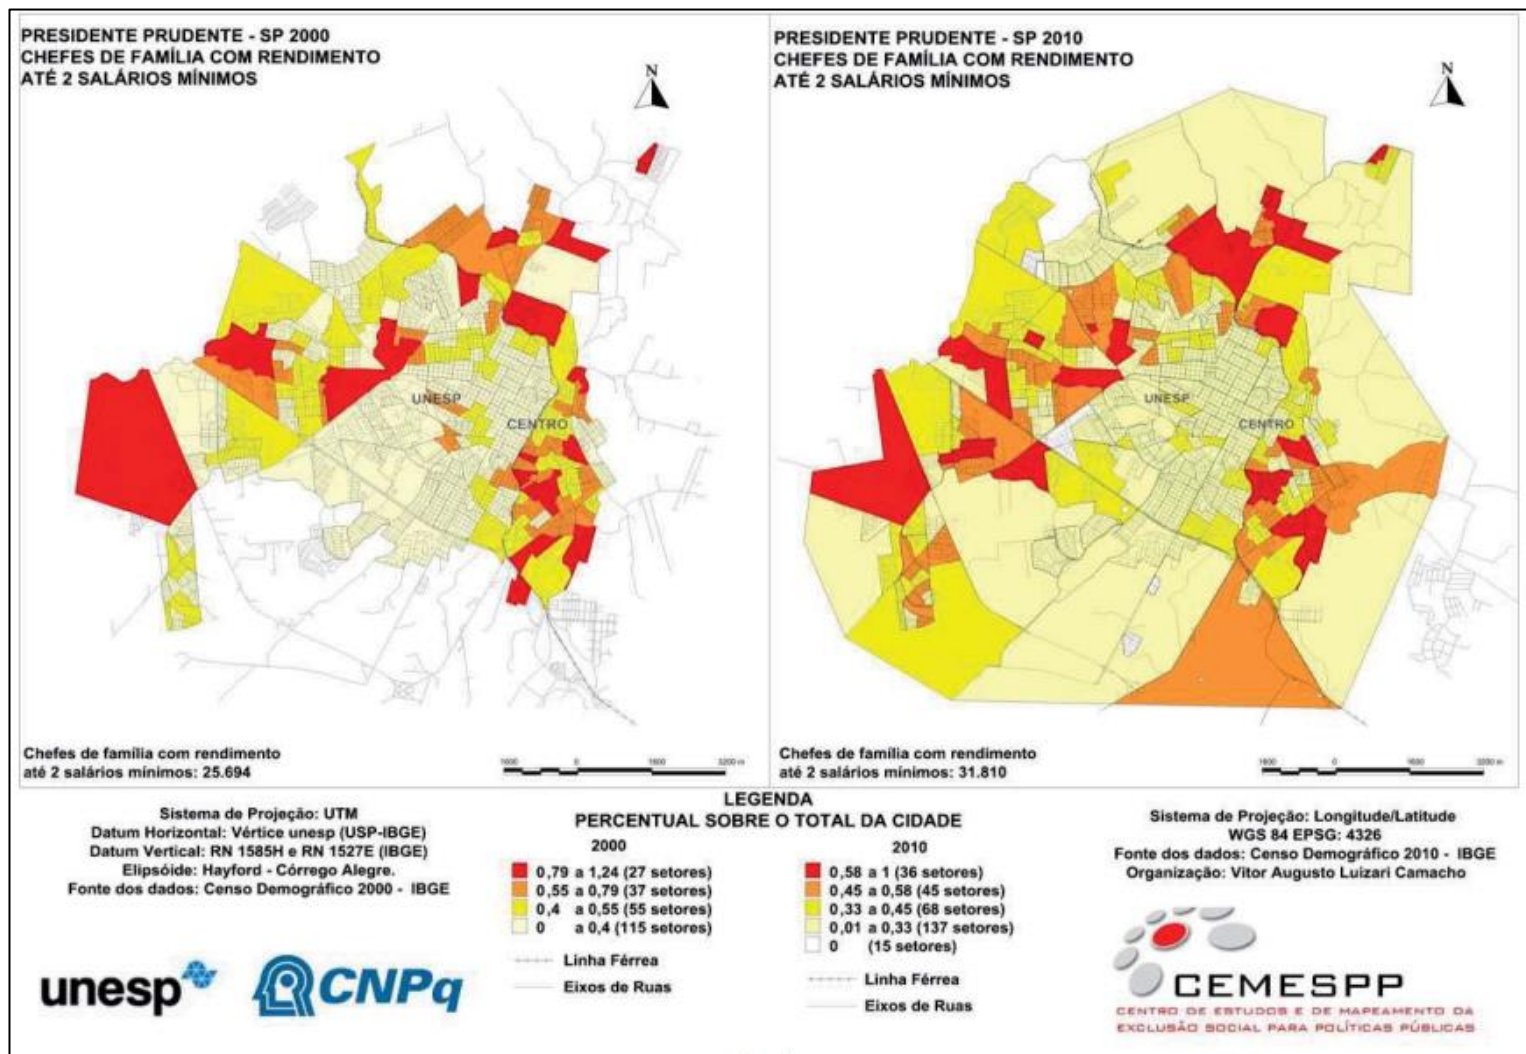 PRESIDENTE PRUDENTE - SP 2000
CHEFES DE FAMÍLIA COM RENDIMENTO
ATÉ 2 SALÁRIOS MÍNIMOS
N
UNESP
CENTRO
Chefes de família com rendimento
até 2 salários mínimos: 25.694
1600 0 1600 3200 m
PRESIDENTE PRUDENTE - SP 2010
CHEFES DE FAMÍLIA COM RENDIMENTO
ATÉ 2 SALÁRIOS MÍNIMOS
N
UNESP
CENTRO
Chefes de família com rendimento
até 2 salários mínimos: 31.810
1600 0 1600 3200 m
Sistema de Projeção: UTM
Datum Horizontal: Vértice unesp (USP-IBGE)
Datum Vertical: RN 1585H e RN 1527E (IBGE)
Elipsóide: Hayford - Córrego Alegre.
Fonte dos dados: Censo Demográfico 2000 - IBGE
unesp
CNPq
LEGENDA
PERCENTUAL SOBRE O TOTAL DA CIDADE
2000
0,79 a 1,24 (27 setores)
0,55 a 0,79 (37 setores)
0,4 a 0,55 (55 setores)
0 a 0,4 (115 setores)
Linha Férrea
Eixos de Ruas
2010
0,58 a 1 (36 setores)
0,45 a 0,58 (45 setores)
0,33 a 0,45 (68 setores)
0,01 a 0,33 (137 setores)
0 (15 setores)
Linha Férrea
Eixos de Ruas
Sistema de Projeção: Longitude/Latitude
WGS 84 EPSG: 4326
Fonte dos dados: Censo Demográfico 2010 - IBGE
Organização: Vitor Augusto Luizari Camacho
CEMESPP
CENTRO DE ESTUDOS E DE MAPEAMENTO DA
EXCLUSÃO SOCIAL PARA POLÍTICAS PÚBLICAS